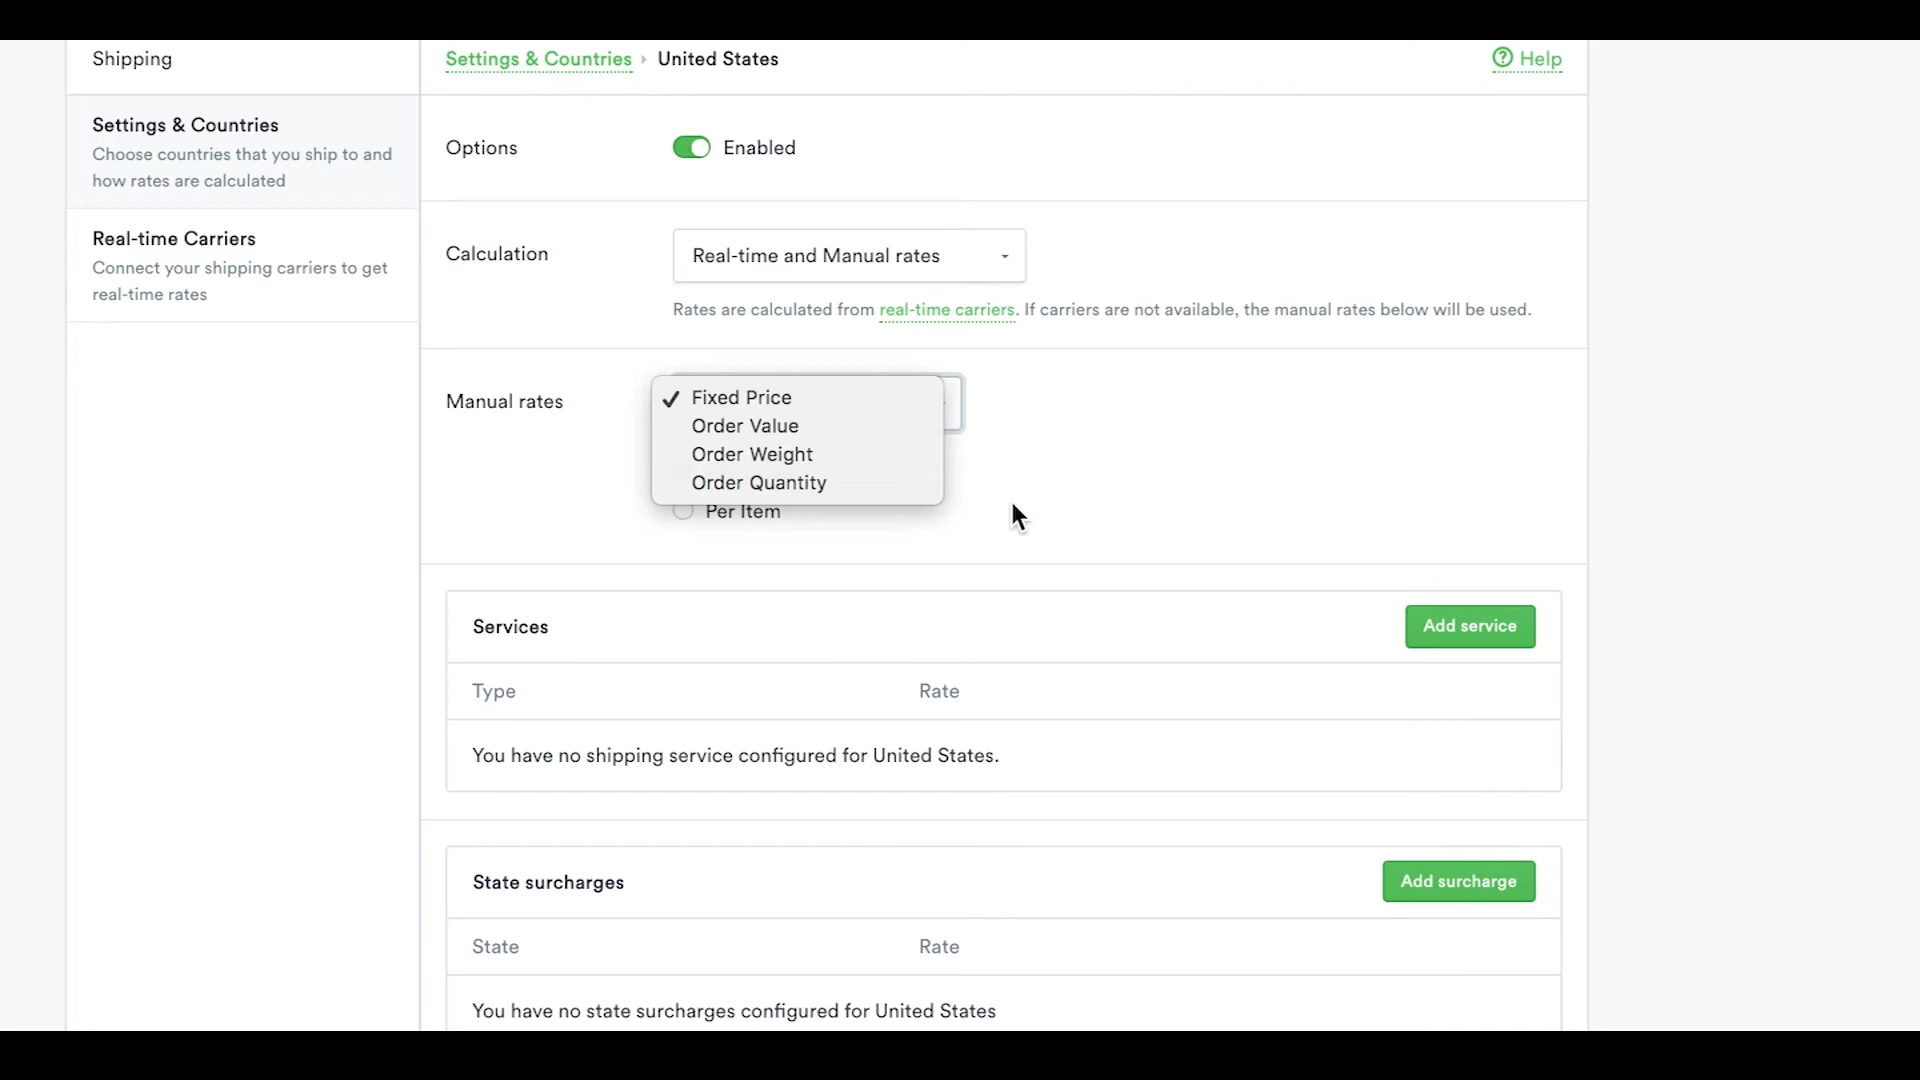 Shipping
Settings & Countries
United States
Help
Settings & Countries
Choose countries that you ship to and
how rates are calculated
Real-time Carriers
Connect your shipping carriers to get
real-time rates
Options
Enabled
Calculation
Real-time and Manual rates
Rates are calculated from real-time carriers. If carriers are not available, the manual rates below will be used.
Manual rates
Fixed Price
Order Value
Order Weight
Order Quantity
Per Item
Services
Add service
Type
Rate
You have no shipping service configured for United States.
State surcharges
Add surcharge
State
Rate
You have no state surcharges configured for United States